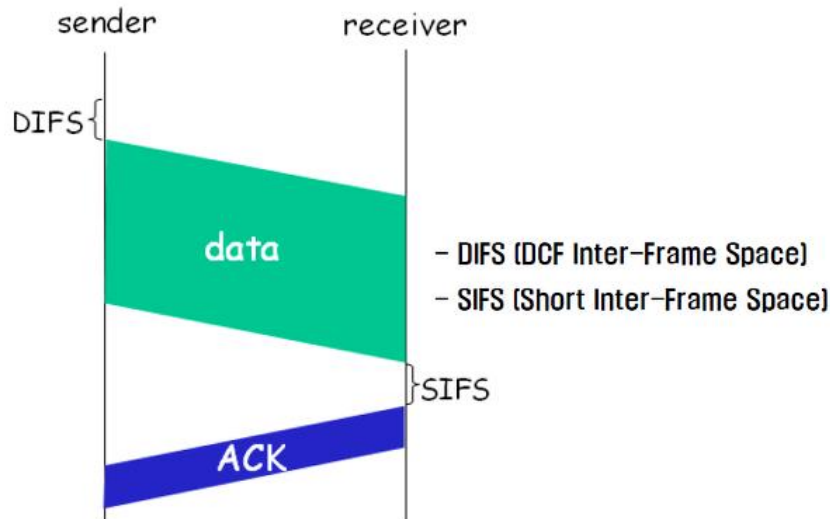 sender
receiver
DIFS
data
- DIFS (DCF Inter-Frame Space)
- SIFS (Short Inter-Frame Space)
SIFS
ACK